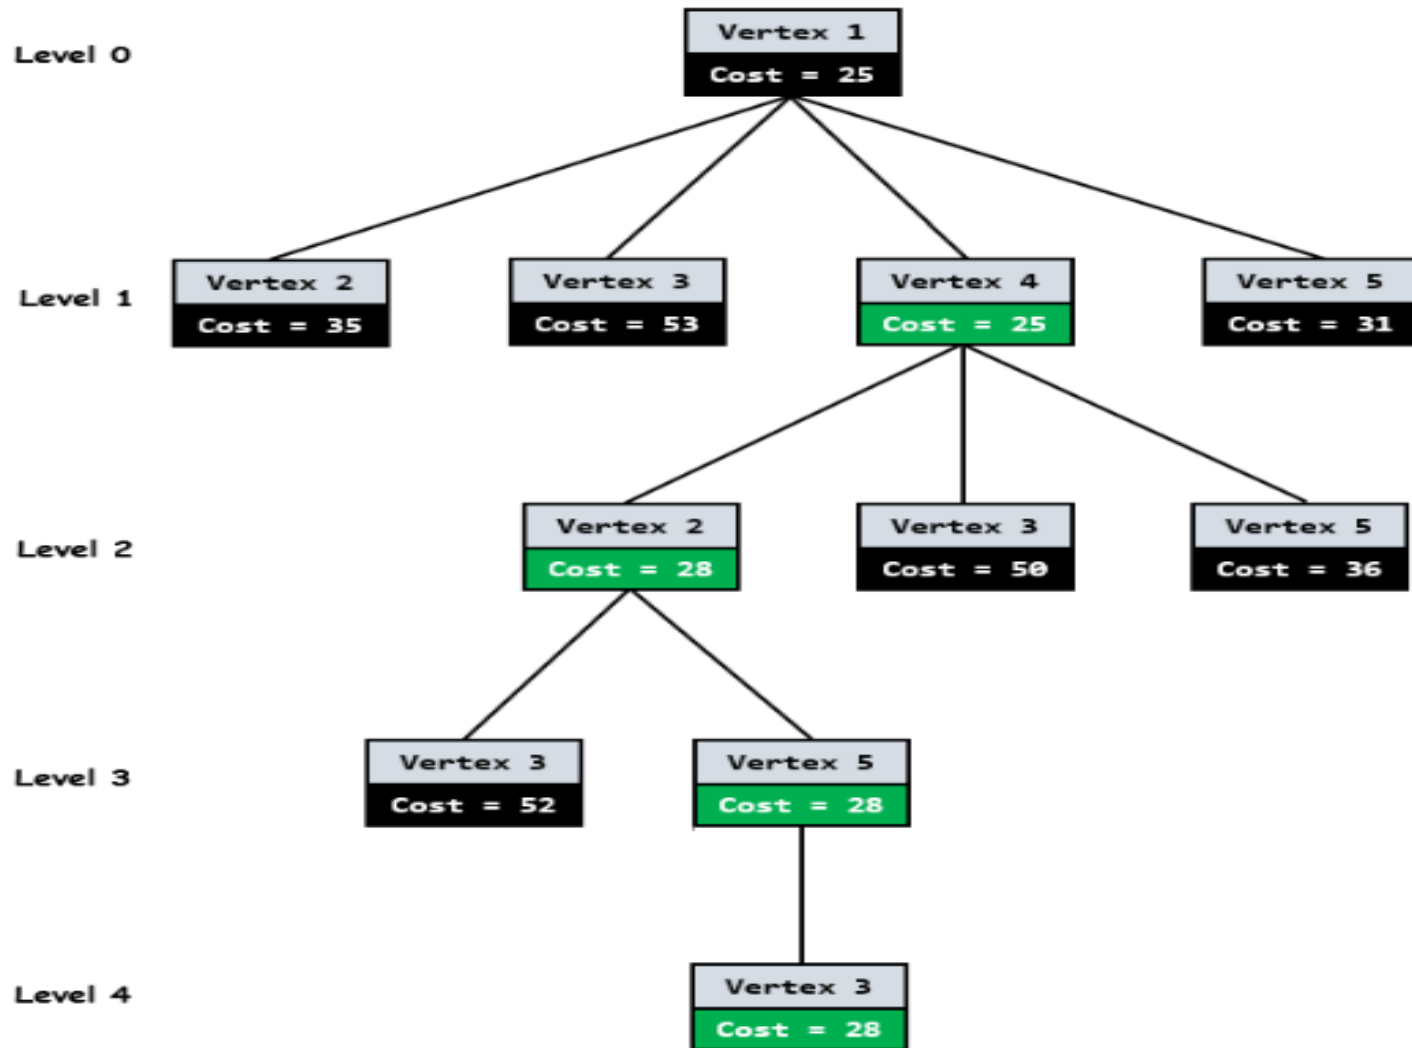 Level 0
Vertex 1
Cost = 25
Level 1
Vertex 2
Cost = 35
Vertex 3
Cost = 53
Vertex 4
Cost = 25
Vertex 5
Cost = 31
Level 2
Vertex 2
Cost = 28
Vertex 3
Cost = 50
Vertex 5
Cost = 36
Level 3
Vertex 3
Cost = 52
Vertex 5
Cost = 28
Level 4
Vertex 3
Cost = 28